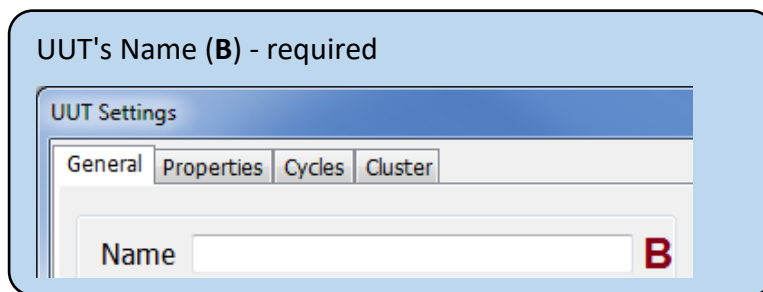 UUT's Name (B) - required
UUT Settings
General Properties Cycles Cluster
Name B